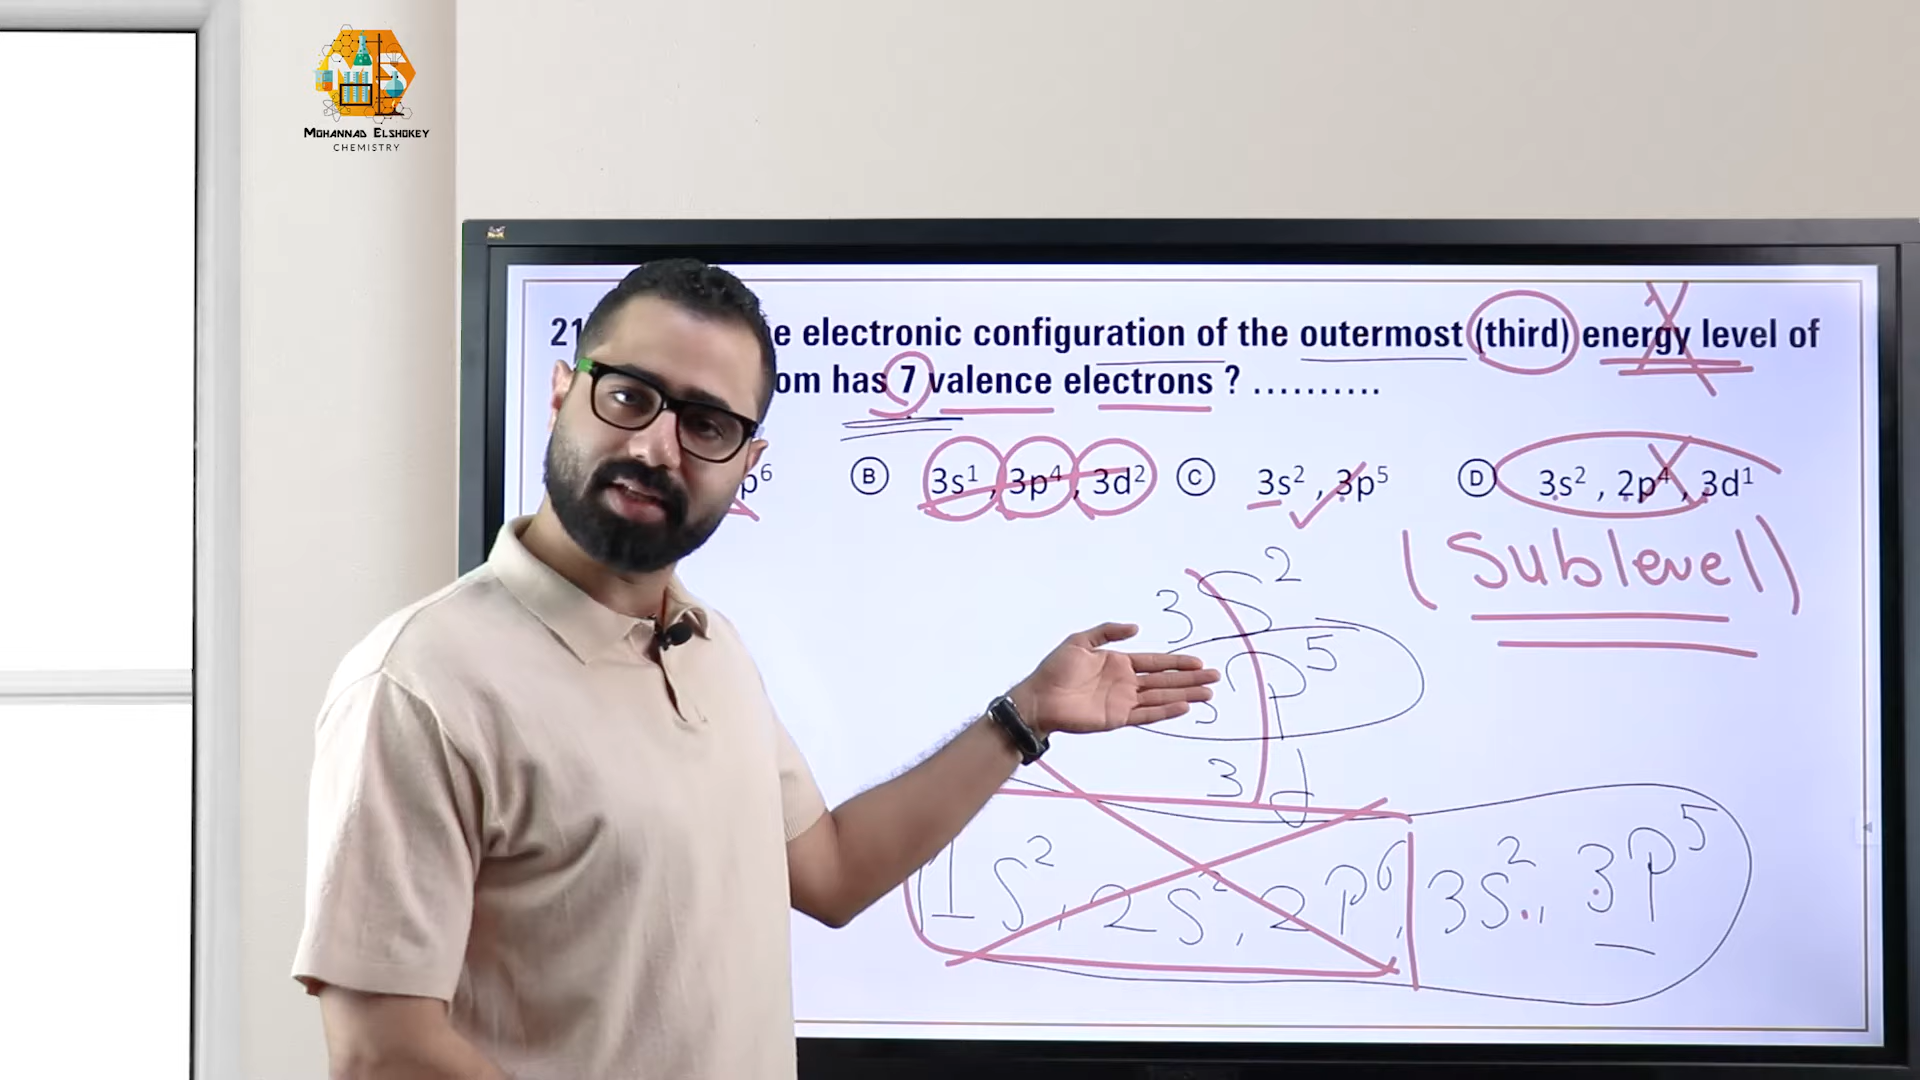 MS
MOHANNAD ELSHOKEY
CHEMISTRY
21 e electronic configuration of the outermost (third) energy level of
om has 7 valence electrons ? ..........
p⁶ B 3s¹ , 3p⁴ , 3d² C 3s² , 3p⁵ D 3s² , 2p⁴ , 3d¹
(Sublevel)
3S²
3P⁵
3d
1S², 2S², 2P⁶, 3S², 3P⁵